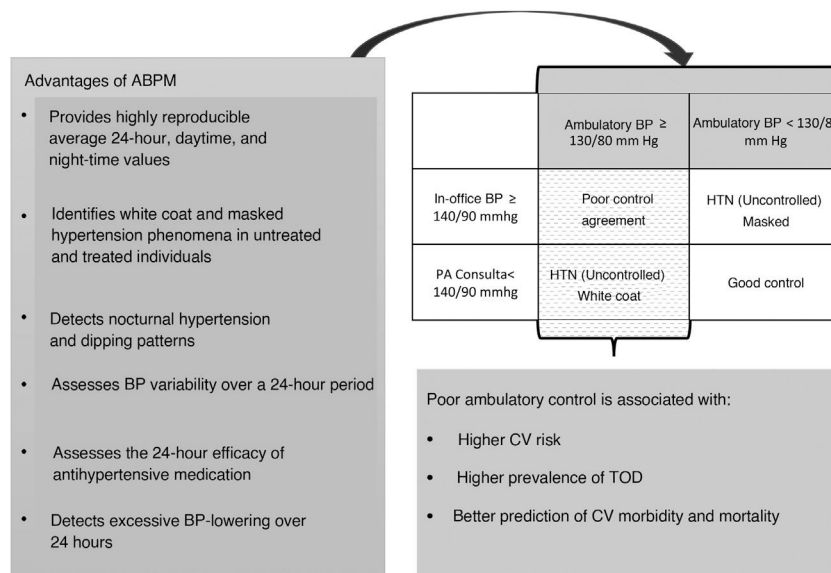 Advantages of ABPM
• Provides highly reproducible
average 24-hour, daytime, and
night-time values
• Identifies white coat and masked
hypertension phenomena in untreated
and treated individuals
• Detects nocturnal hypertension
and dipping patterns
• Assesses BP variability over a 24-hour period
• Assesses the 24-hour efficacy of
antihypertensive medication
• Detects excessive BP-lowering over
24 hours
Ambulatory BP ≥
130/80 mm Hg
Ambulatory BP < 130/8
mm Hg
In-office BP ≥
140/90 mmhg
Poor control
agreement
HTN (Uncontrolled)
Masked
PA Consulta<
140/90 mmhg
HTN (Uncontrolled)
White coat
Good control
Poor ambulatory control is associated with:
• Higher CV risk
• Higher prevalence of TOD
• Better prediction of CV morbidity and mortality